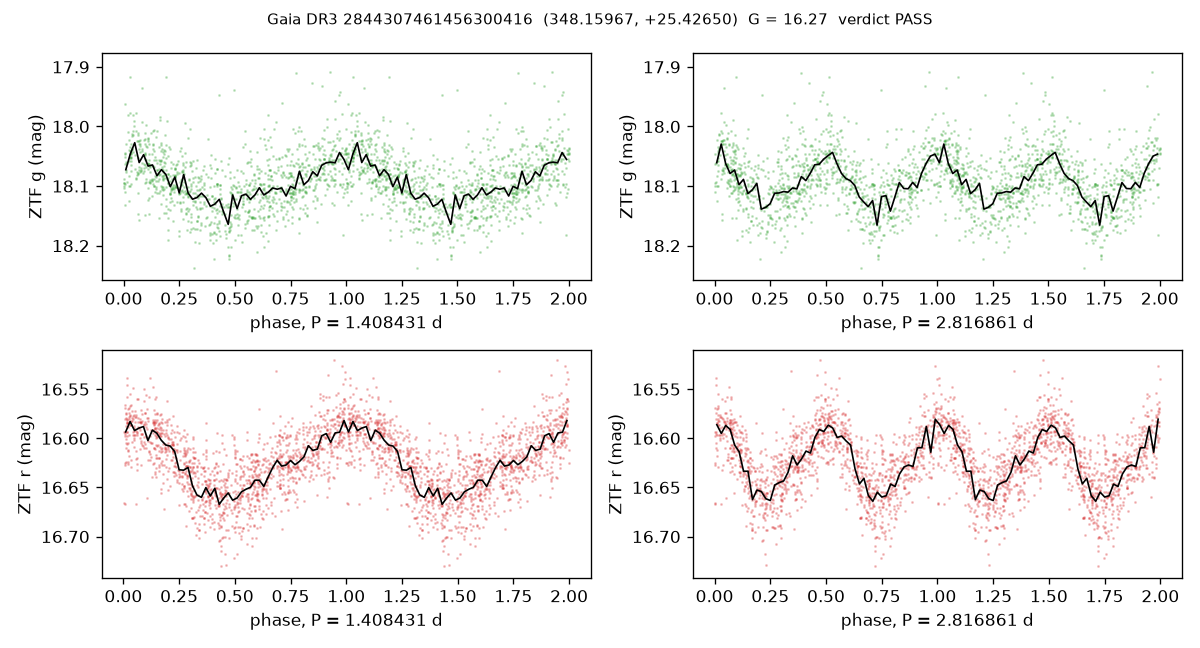 Gaia DR3 2844307461456300416 (348.15967, +25.42650) G = 16.27 verdict PASS
ZTF g (mag)
17.9
18.0
18.1
18.2
0.00 0.25 0.50 0.75 1.00 1.25 1.50 1.75 2.00
phase, P = 1.408431 d
ZTF g (mag)
17.9
18.0
18.1
18.2
0.00 0.25 0.50 0.75 1.00 1.25 1.50 1.75 2.00
phase, P = 2.816861 d
ZTF r (mag)
16.55
16.60
16.65
16.70
0.00 0.25 0.50 0.75 1.00 1.25 1.50 1.75 2.00
phase, P = 1.408431 d
ZTF r (mag)
16.55
16.60
16.65
16.70
0.00 0.25 0.50 0.75 1.00 1.25 1.50 1.75 2.00
phase, P = 2.816861 d